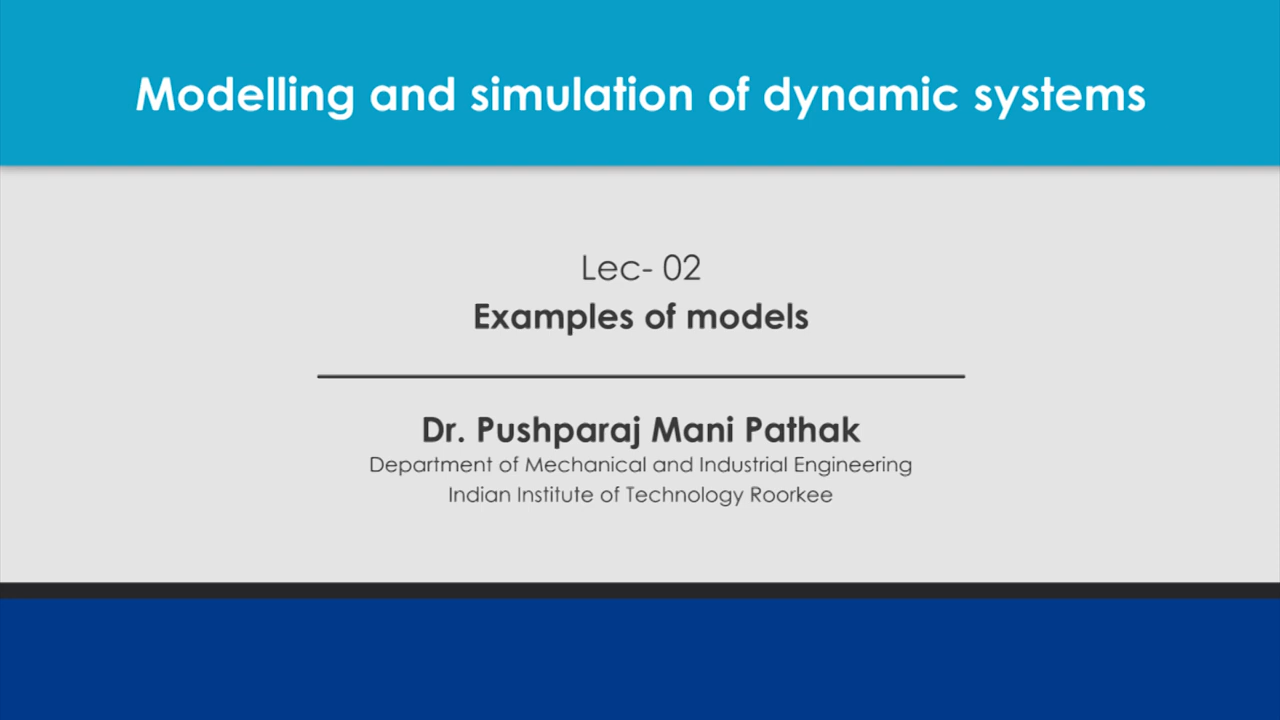 Modelling and simulation of dynamic systems
Lec- 02
Examples of models
Dr. Pushparaj Mani Pathak
Department of Mechanical and Industrial Engineering
Indian Institute of Technology Roorkee